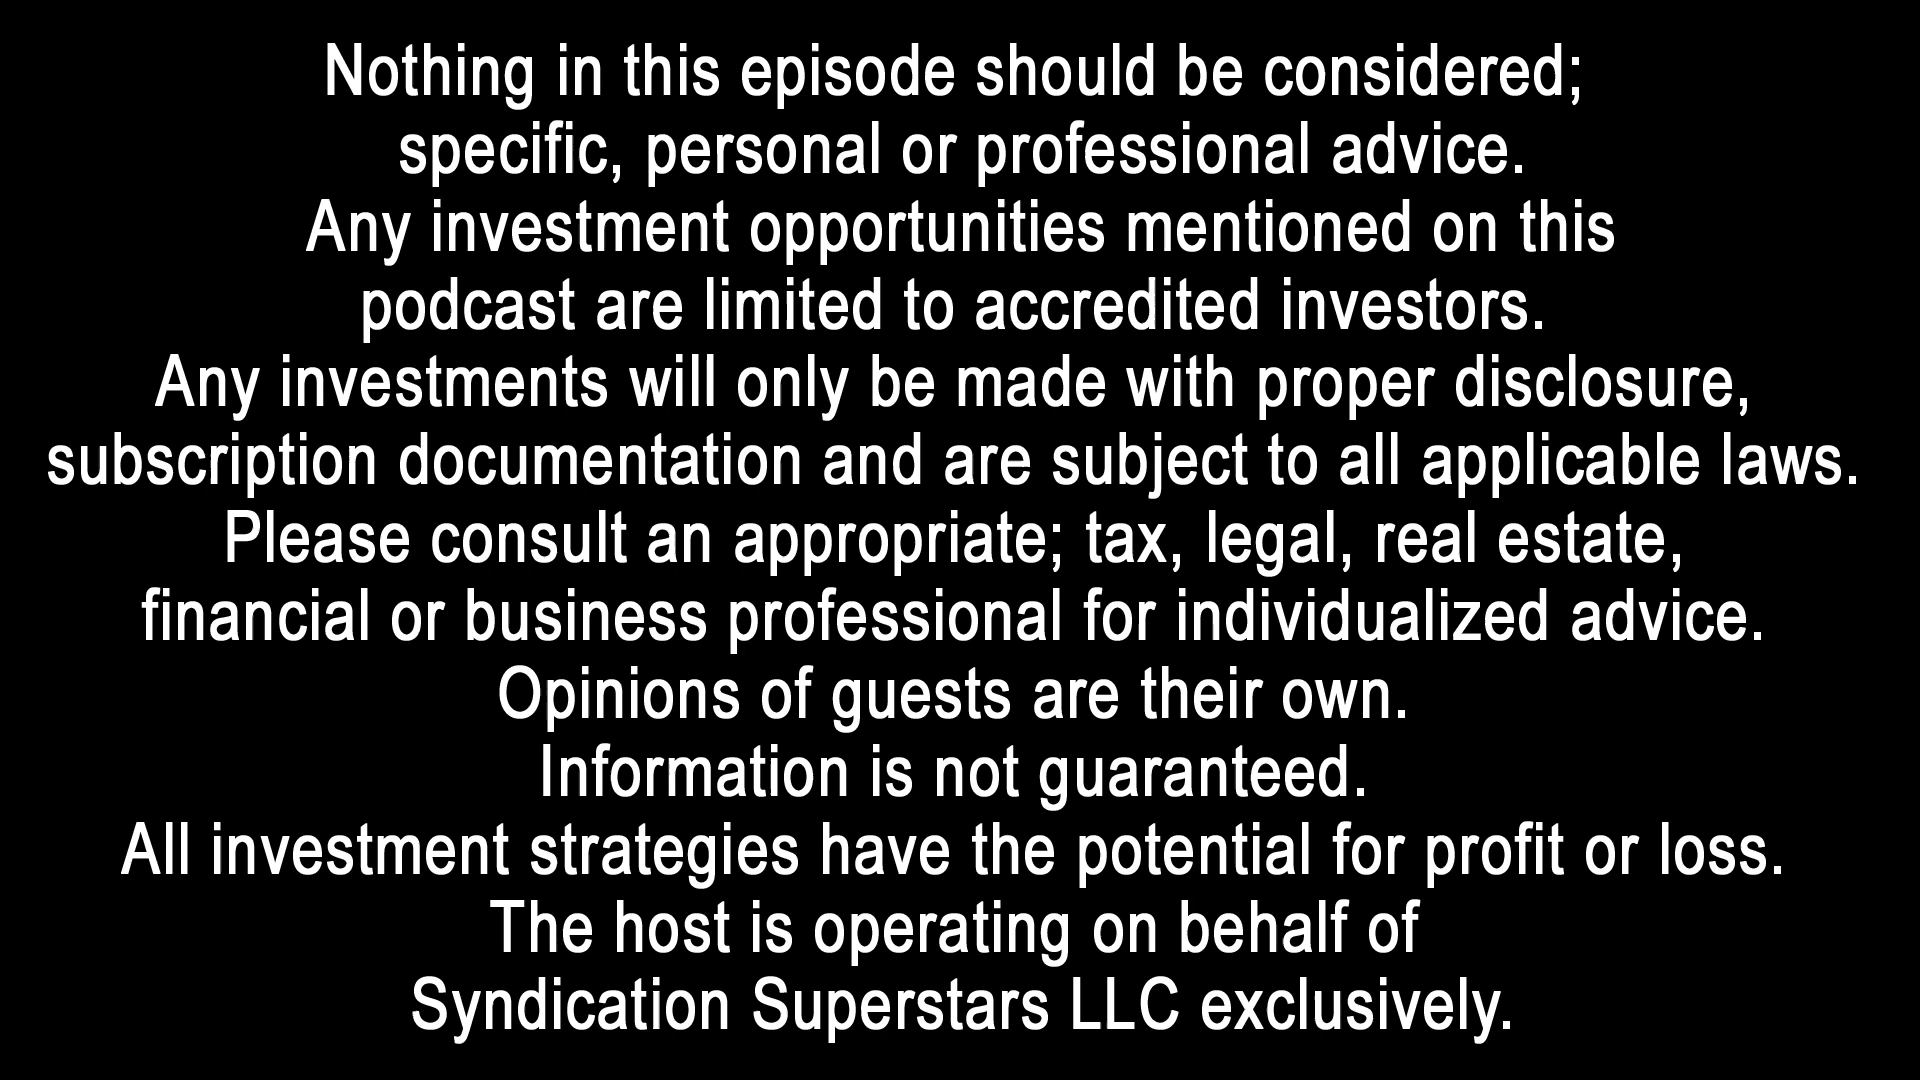 Nothing in this episode should be considered;
specific, personal or professional advice.
Any investment opportunities mentioned on this
podcast are limited to accredited investors.
Any investments will only be made with proper disclosure,
subscription documentation and are subject to all applicable laws.
Please consult an appropriate; tax, legal, real estate,
financial or business professional for individualized advice.
Opinions of guests are their own.
Information is not guaranteed.
All investment strategies have the potential for profit or loss.
The host is operating on behalf of
Syndication Superstars LLC exclusively.